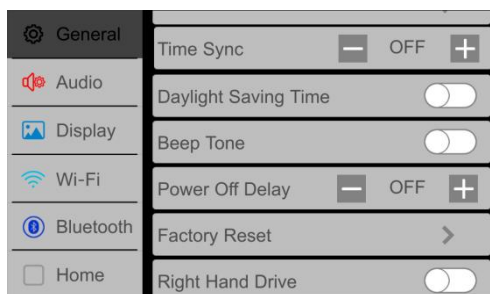 General
Audio
Display
Wi-Fi
Bluetooth
Home
Time Sync OFF
Daylight Saving Time
Beep Tone
Power Off Delay OFF
Factory Reset
Right Hand Drive